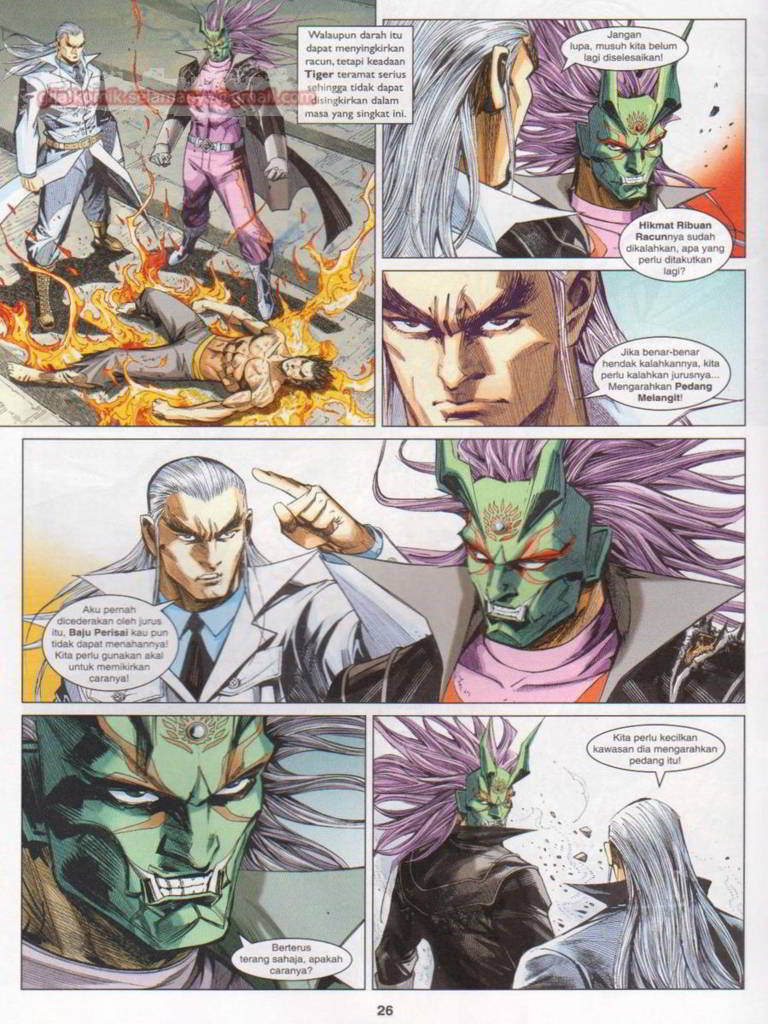 Walaupun darah itu
dapat menyingkirkan
racun, tetapi keadaan
Tiger teramat serius
sehingga tidak dapat
disingkirkan dalam
masa yang singkat ini.
Jangan
lupa, musuh kita belum
lagi diselesaikan!
Hikmat Ribuan
Racunnya sudah
dikalahkan, apa yang
perlu ditakutkan
lagi?
Jika benar-benar
hendak kalahkannya, kita
perlu kalahkan jurusnya...
Mengarahkan Pedang
Melangit!
Aku pernah
dicederakan oleh jurus
itu, Baju Perisai kau pun
tidak dapat menahannya!
Kita perlu gunakan akal
untuk memikirkan
caranya!
Berterus
terang sahaja, apakah
caranya?
Kita perlu kecilkan
kawasan dia mengarahkan
pedang itu!
26